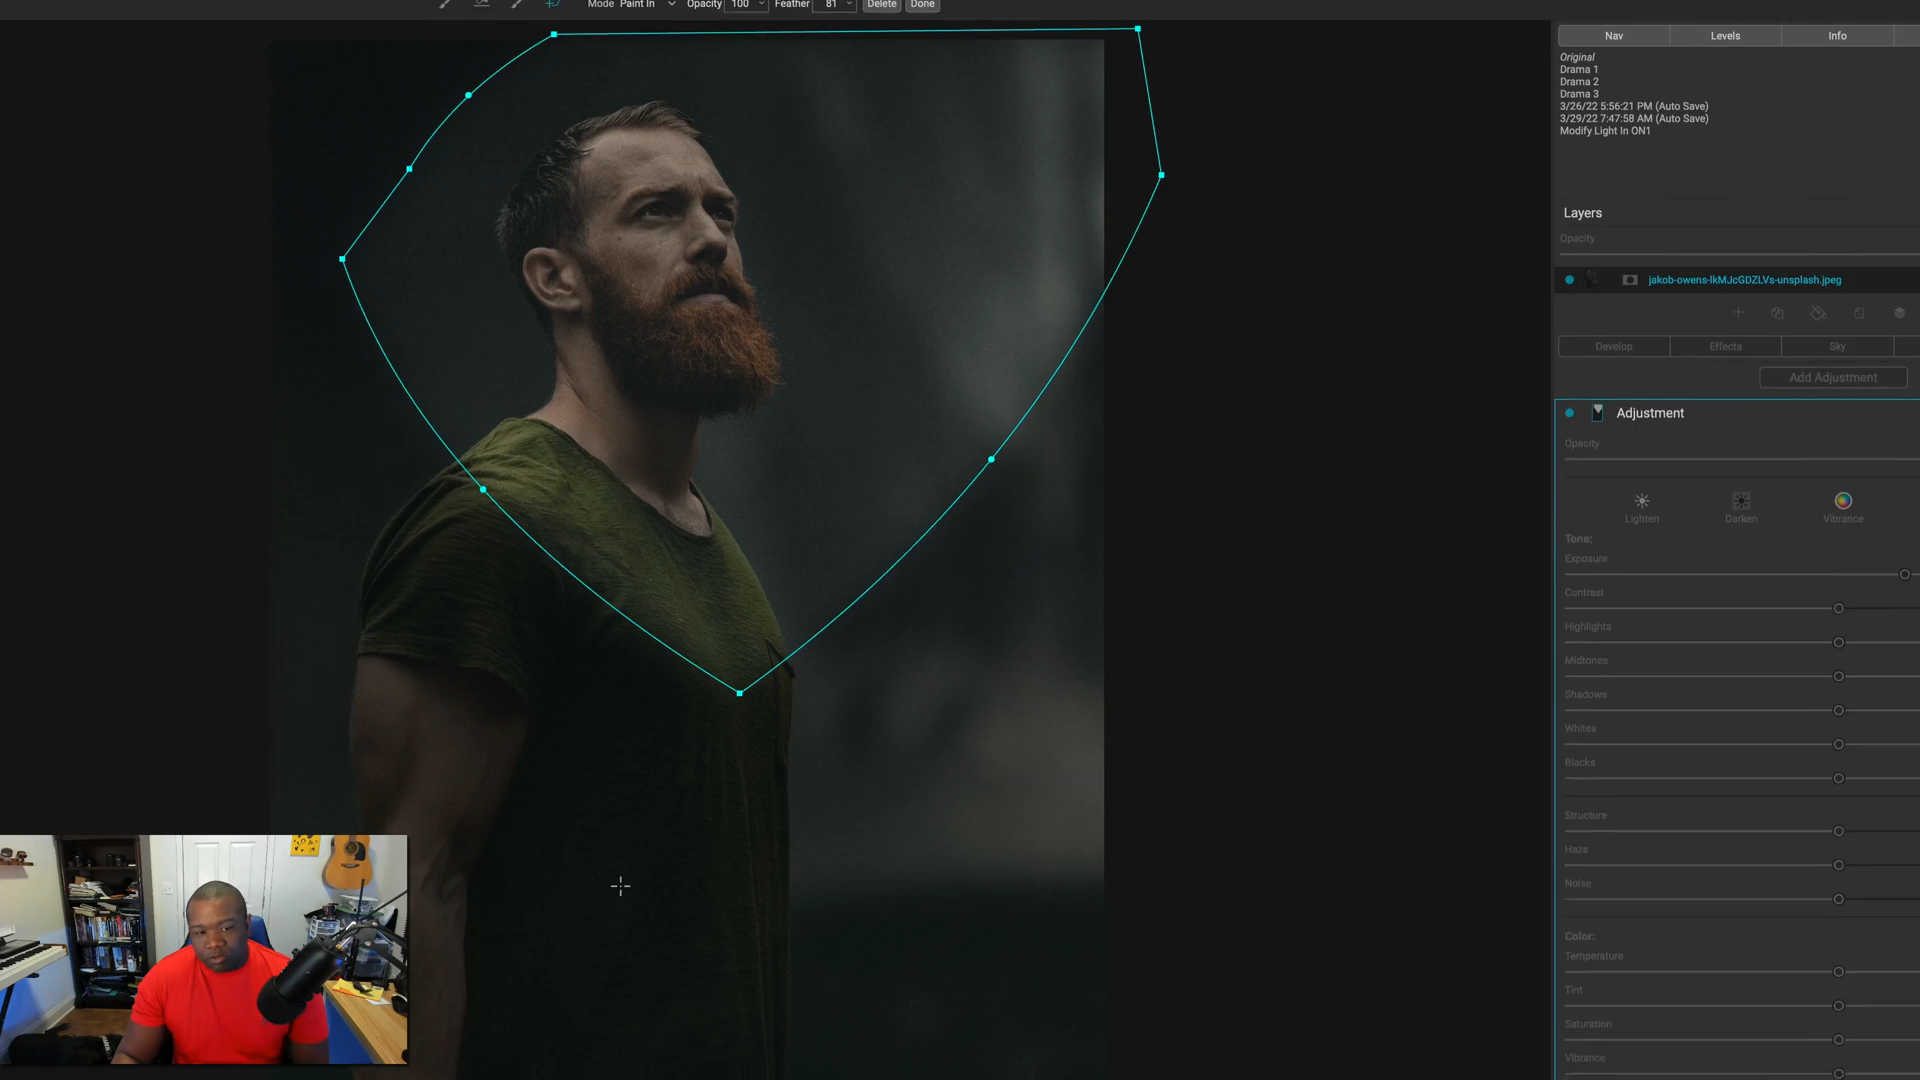 Mode Paint In Opacity 100 Feather 81 Delete Done
Nav Levels Info
Original
Drama 1
Drama 2
Drama 3
3/26/22 5:56:21 PM (Auto Save)
3/29/22 7:47:58 AM (Auto Save)
Modify Light In ON1
Layers
Opacity
jakob-owens-lkMJcGDZLVs-unsplash.jpeg
Develop Effects Sky
Add Adjustment
Adjustment
Opacity
Lighten Darken Vibrance
Tone:
Exposure
Contrast
Highlights
Midtones
Shadows
Whites
Blacks
Structure
Haze
Noise
Color:
Temperature
Tint
Saturation
Vibrance